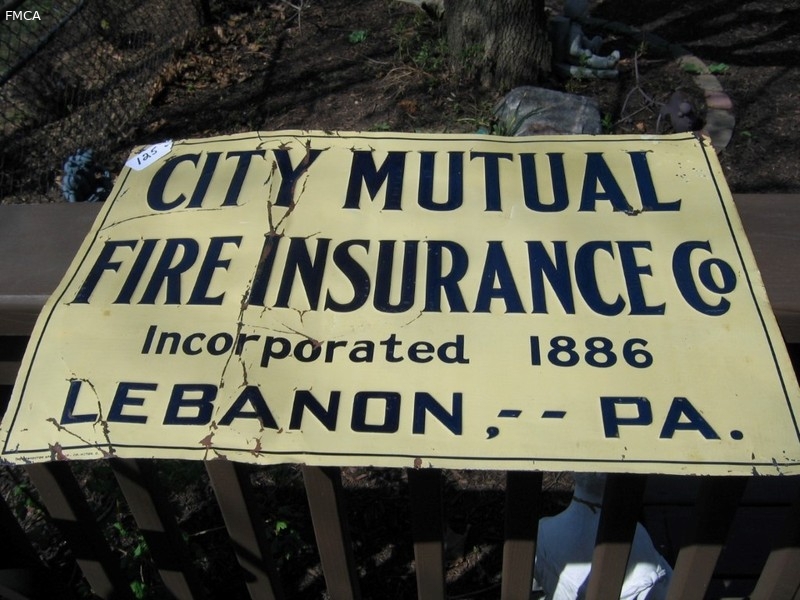 FMCA
125
CITY MUTUAL
FIRE INSURANCE Co
Incorporated 1886
LEBANON,-- PA.